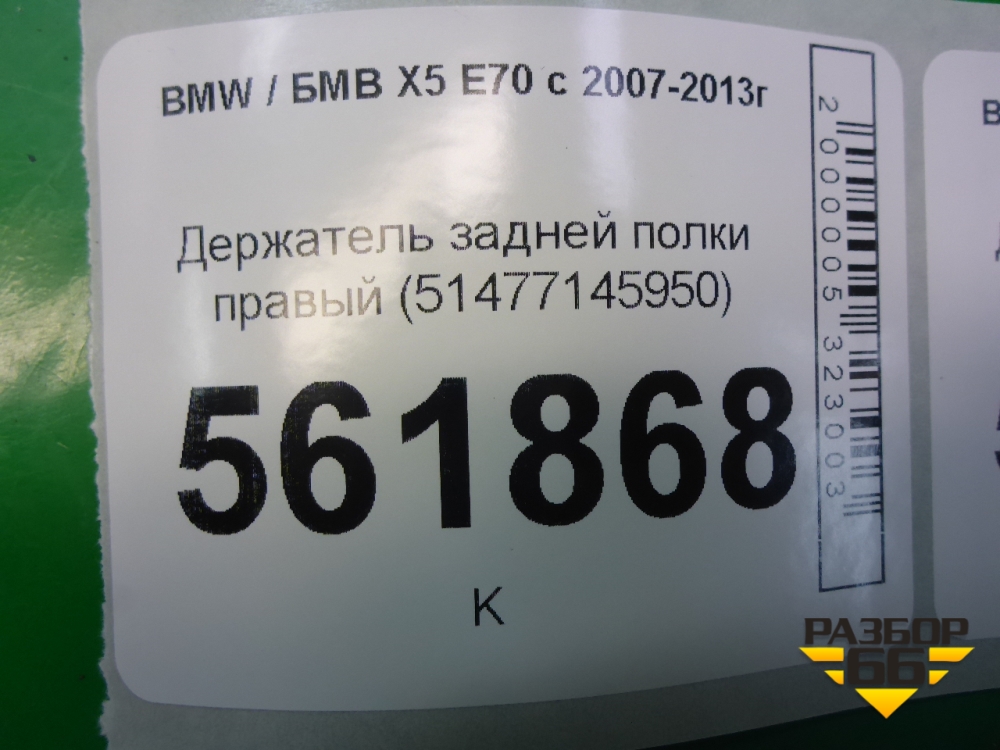 BMW / БМВ X5 E70 с 2007-2013г
Держатель задней полки
правый (51477145950)
561868
К
2000005323003
РАЗБОР
66